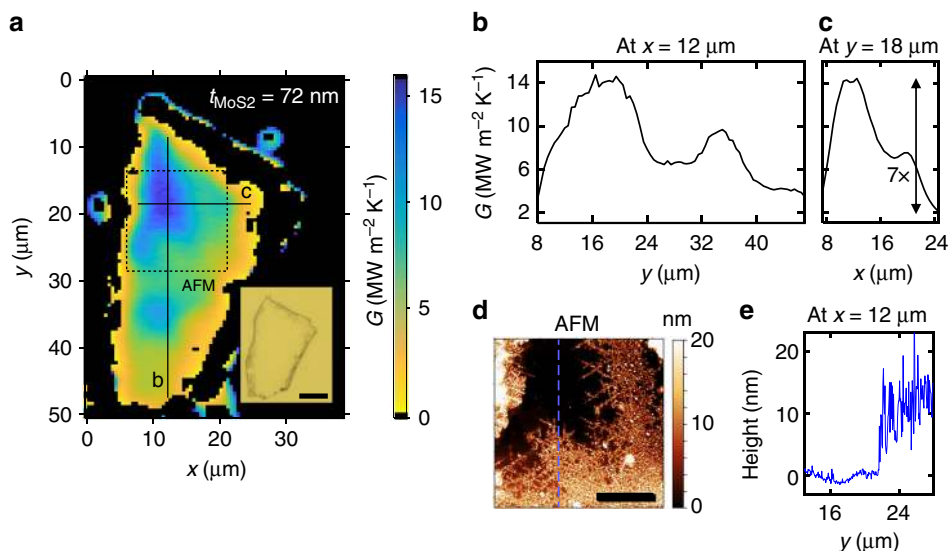 a
0
10
20
30
40
50
y (μm)
0
10
20
30
x (μm)
t MoS2 = 72 nm
c
AFM
b
15
10
5
0
G (MW m−2 K−1)
b
At x = 12 μm
14
10
6
2
G (MW m−2 K−1)
8
16
24
32
40
y (μm)
c
At y = 18 μm
7×
8
16
24
x (μm)
d
AFM
nm
20
10
0
e
At x = 12 μm
20
10
0
Height (nm)
16
24
y (μm)